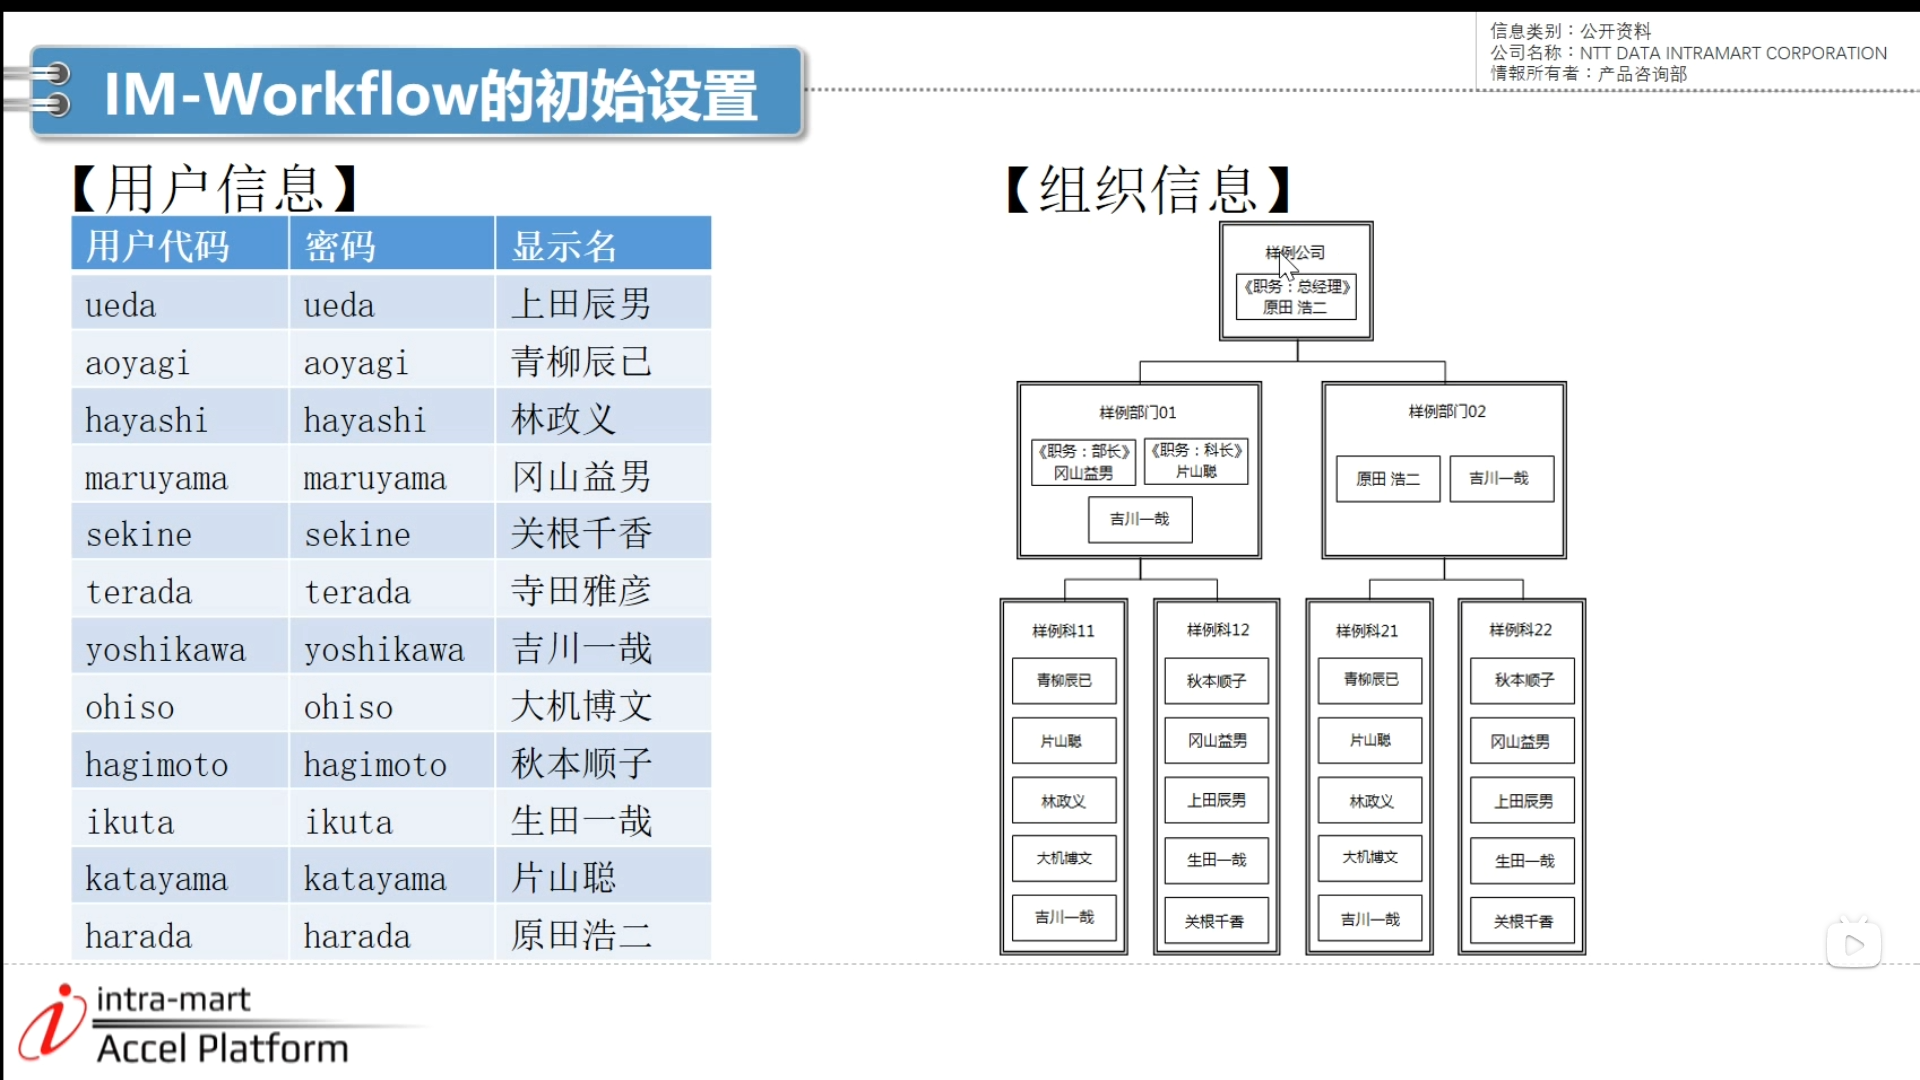 信息类别：公开资料
公司名称：NTT DATA INTRAMART CORPORATION
情報所有者：产品咨询部
IM-Workflow的初始设置
【用户信息】
用户代码 密码 显示名
ueda ueda 上田辰男
aoyagi aoyagi 青柳辰已
hayashi hayashi 林政义
maruyama maruyama 冈山益男
sekine sekine 关根千香
terada terada 寺田雅彦
yoshikawa yoshikawa 吉川一哉
ohiso ohiso 大机博文
hagimoto hagimoto 秋本顺子
ikuta ikuta 生田一哉
katayama katayama 片山聪
harada harada 原田浩二
【组织信息】
样例公司
《职务：总经理》
原田 浩二
样例部门01
《职务：部长》
冈山益男
《职务：科长》
片山聪
吉川一哉
样例部门02
原田 浩二
吉川一哉
样例科11
青柳辰已
片山聪
林政义
大机博文
吉川一哉
样例科12
秋本顺子
冈山益男
上田辰男
生田一哉
关根千香
样例科21
青柳辰已
片山聪
林政义
大机博文
吉川一哉
样例科22
秋本顺子
冈山益男
上田辰男
生田一哉
关根千香
intra-mart
Accel Platform